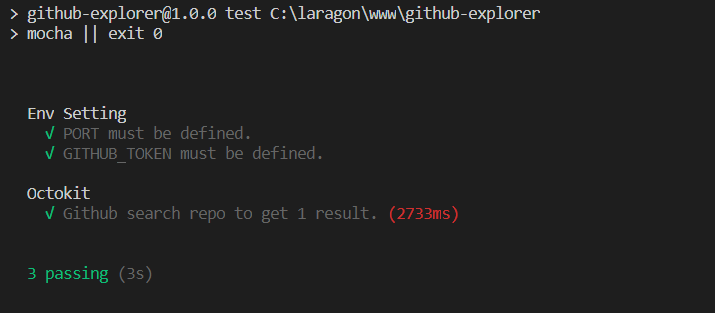 > github-explorer@1.0.0 test C:\laragon\www\github-explorer
> mocha || exit 0
Env Setting
√ PORT must be defined.
√ GITHUB_TOKEN must be defined.
Octokit
√ Github search repo to get 1 result. (2733ms)
3 passing (3s)